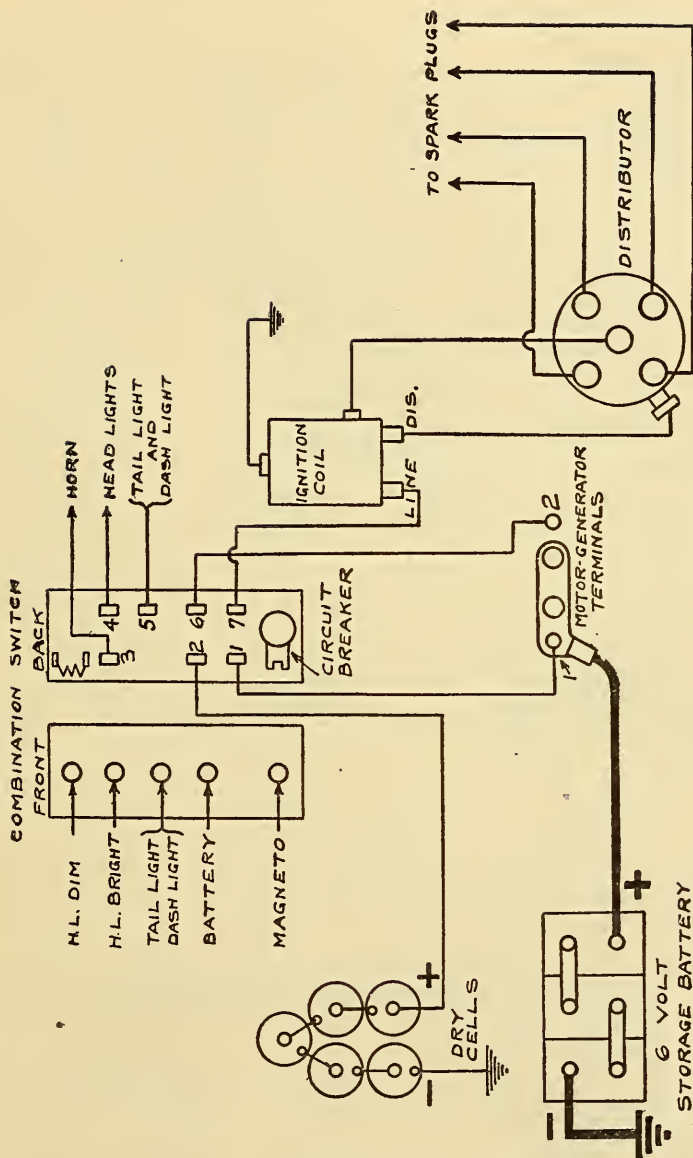 COMBINATION SWITCH
FRONT
BACK
H.L. DIM
H.L. BRIGHT
TAIL LIGHT
DASH LIGHT
BATTERY
MAGNETO
HORN
HEAD LIGHTS
TAIL LIGHT
AND
DASH LIGHT
3
4
5
2
6
1
7
CIRCUIT
BREAKER
IGNITION
COIL
LINE
DIS.
TO SPARK PLUGS
DISTRIBUTOR
1
2
MOTOR-GENERATOR
TERMINALS
+
-
DRY
CELLS
+
-
6 VOLT
STORAGE BATTERY